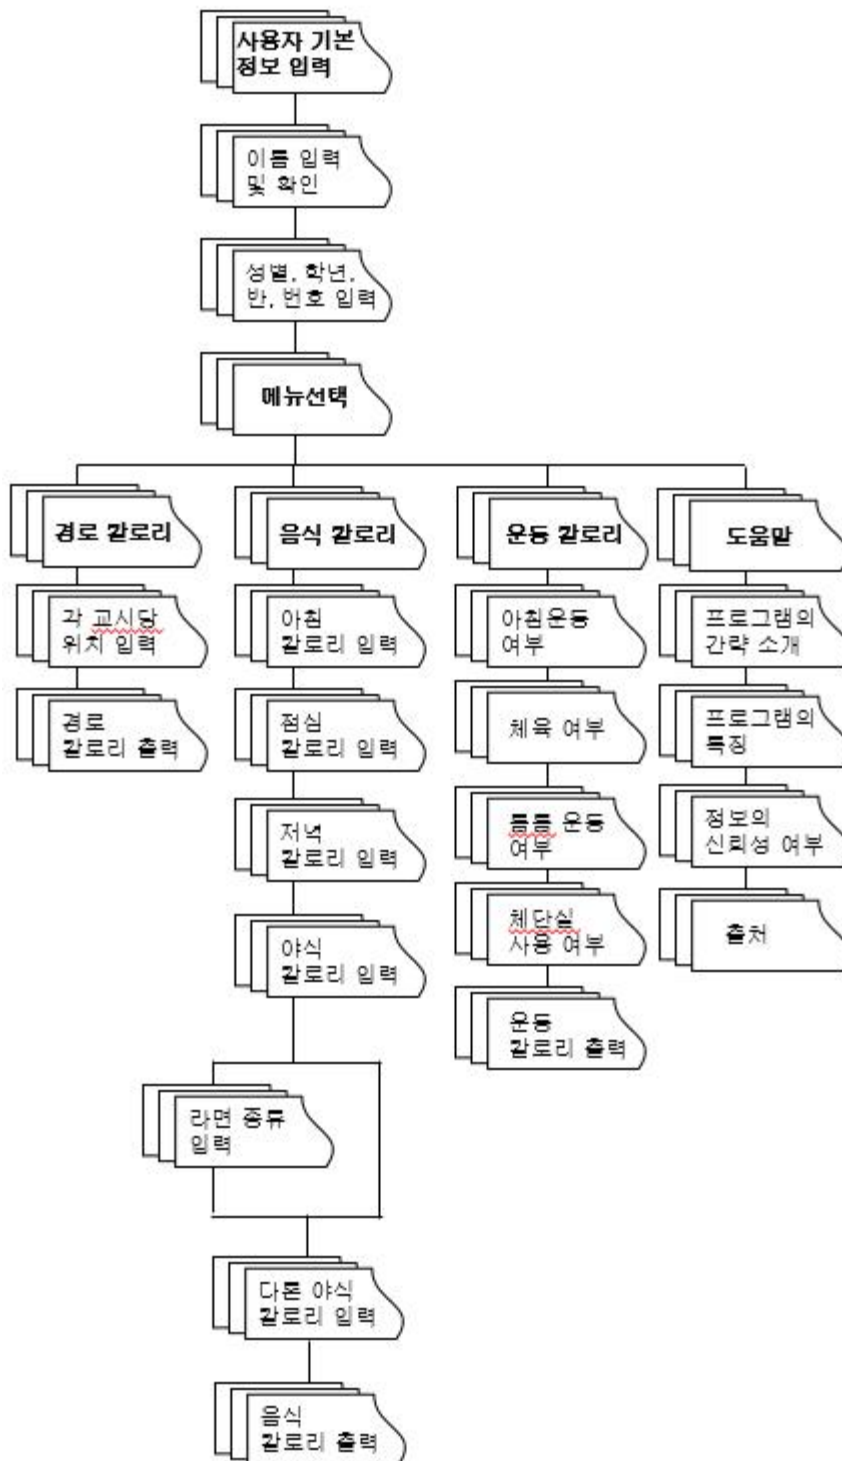 사용자 기본
정보 입력
이름 입력
및 확인
성별, 학년,
반, 번호 입력
메뉴선택
경로 칼로리
각 교시당
위치 입력
경로
칼로리 출력
음식 칼로리
아침
칼로리 입력
점심
칼로리 입력
저녁
칼로리 입력
야식
칼로리 입력
라면 종류
입력
다른 야식
칼로리 입력
음식
칼로리 출력
운동 칼로리
아침운동
여부
체육 여부
틈틈 운동
여부
체단실
사용 여부
운동
칼로리 출력
도움말
프로그램의
간략 소개
프로그램의
특징
정보의
신뢰성 여부
출처